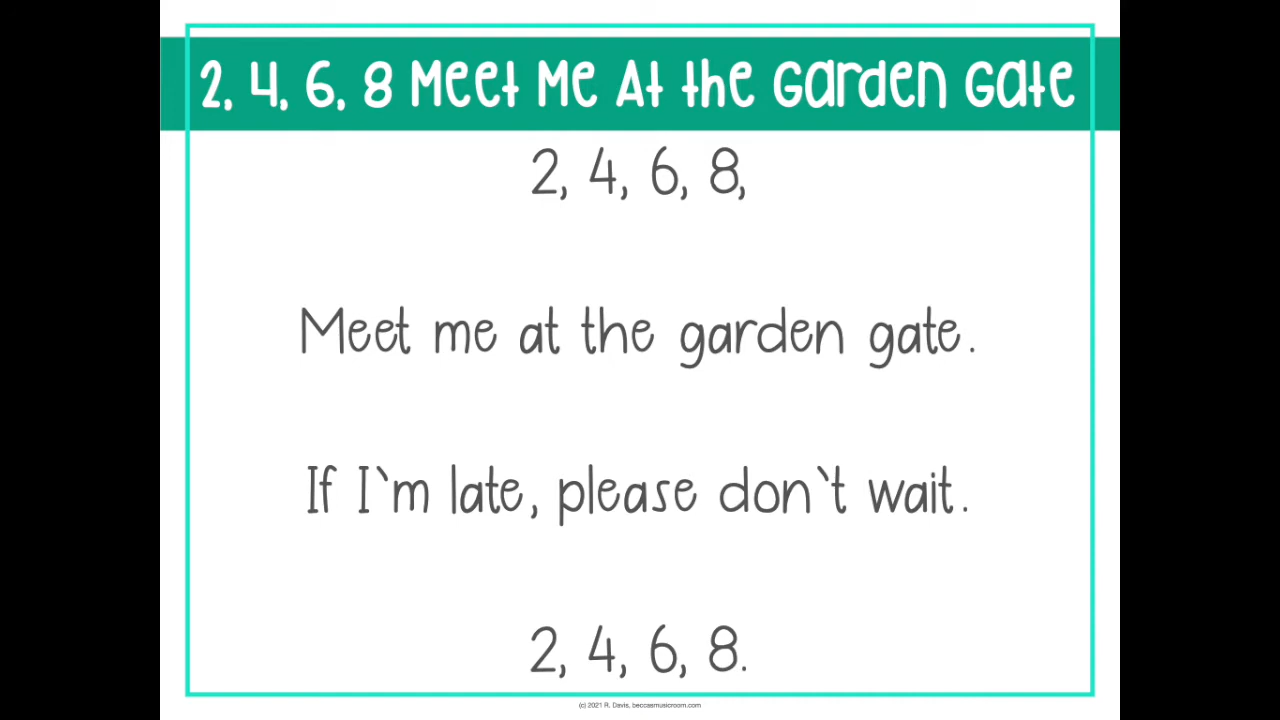 2, 4, 6, 8 Meet Me At the Garden Gate
2, 4, 6, 8,
Meet me at the garden gate.
If I`m late, please don`t wait.
2, 4, 6, 8.
(c) 2021 R. Davis, beccasmusicroom.com